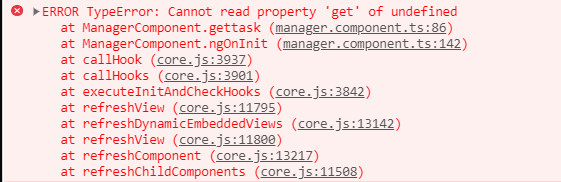 ERROR TypeError: Cannot read property 'get' of undefined
at ManagerComponent.gettask (manager.component.ts:86)
at ManagerComponent.ngOnInit (manager.component.ts:142)
at callHook (core.js:3937)
at callHooks (core.js:3901)
at executeInitAndCheckHooks (core.js:3842)
at refreshView (core.js:11795)
at refreshDynamicEmbeddedViews (core.js:13142)
at refreshView (core.js:11800)
at refreshComponent (core.js:13217)
at refreshChildComponents (core.js:11508)